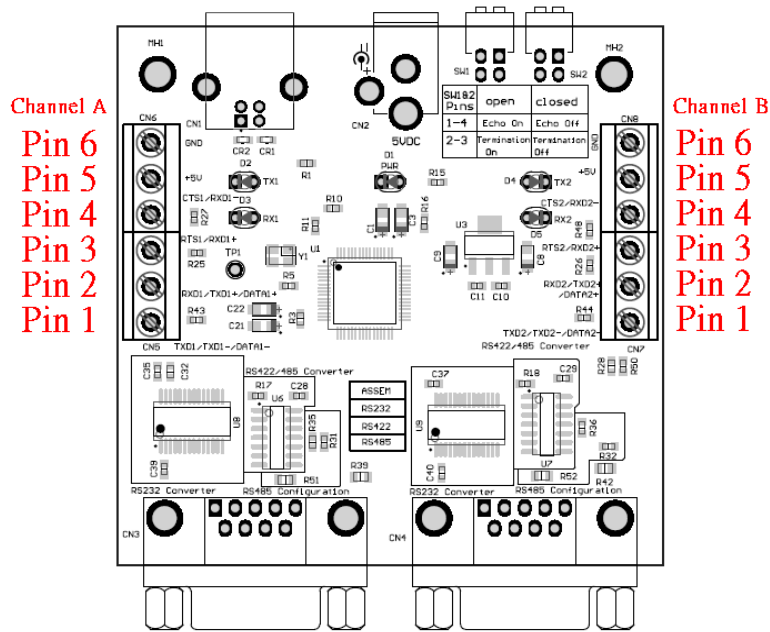 MH1
MH2
SW1
SW2
SW1&2 Pins
open
closed
1-4
Echo On
Echo Off
2-3
Termination On
Termination Off
Channel A
Channel B
CN6
CN1
CN2
5VDC
CN8
Pin 6
GND
CR2
CR1
GND
Pin 6
D2
R1
D1
PWR
Pin 5
+5V
TX1
R15
D4
TX2
+5V
Pin 5
CTS1/RXD1-
CTS2/RXD2-
Pin 4
R27
D3
RX1
R10
R11
C1
C3
R16
U3
RX2
D5
R48
Pin 4
RTS1/RXD1+
U1
RTS2/RXD2+
Pin 3
R25
TP1
Y1
C9
C8
R26
Pin 3
Pin 2
RXD1/TXD1+/DATA1+
R5
C11
C10
RXD2/TXD2+
/DATA2+
Pin 2
Pin 1
R43
C22
C21
R3
R44
Pin 1
TXD1/TXD1-/DATA1-
TXD2/TXD2-/DATA2-
CN5
CN7
RS422/485 Converter
RS422/485 Converter
C35
C32
R17
C28
U6
ASSEM
RS232
RS422
RS485
C37
R18
C29
R28
R50
U8
R35
R31
U9
R36
C39
R51
R39
C40
U7
R52
R32
R42
RS232 Converter
RS485 Configuration
RS232 Converter
RS485 Configuration
CN3
CN4